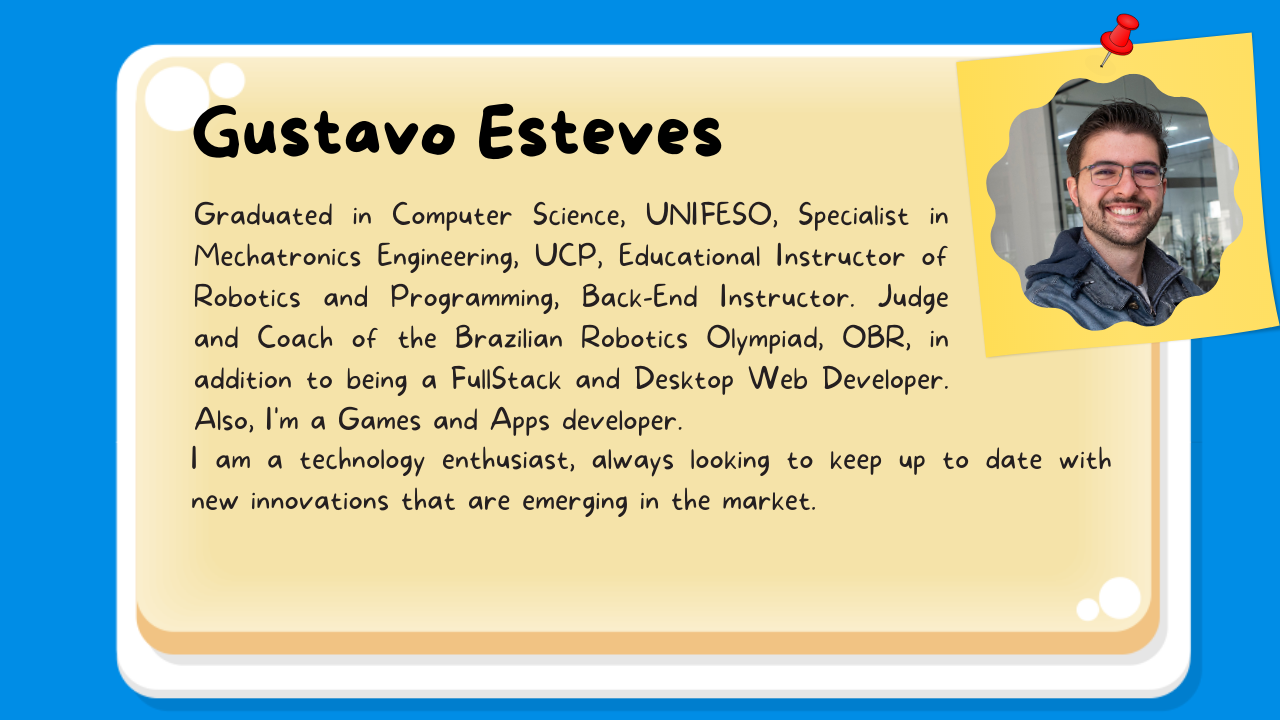 Gustavo Esteves
Graduated in Computer Science, UNIFESO, Specialist in
Mechatronics Engineering, UCP, Educational Instructor of
Robotics and Programming, Back-End Instructor. Judge
and Coach of the Brazilian Robotics Olympiad, OBR, in
addition to being a FullStack and Desktop Web Developer.
Also, I'm a Games and Apps developer.
I am a technology enthusiast, always looking to keep up to date with
new innovations that are emerging in the market.